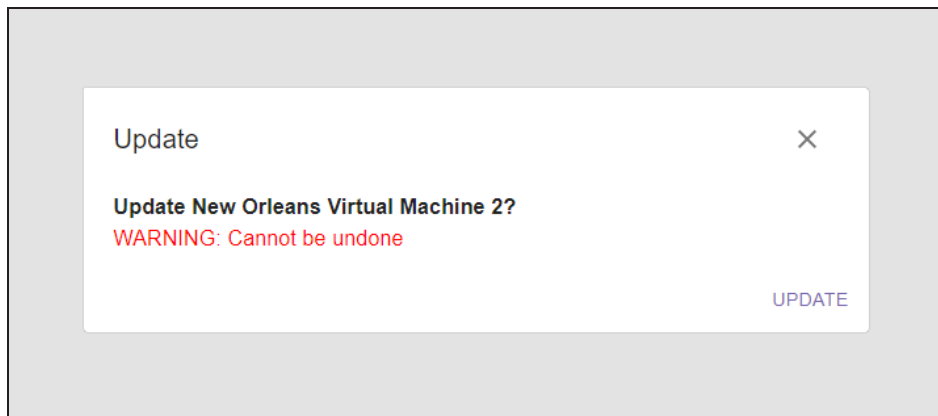 Update
Update New Orleans Virtual Machine 2?
WARNING: Cannot be undone
UPDATE